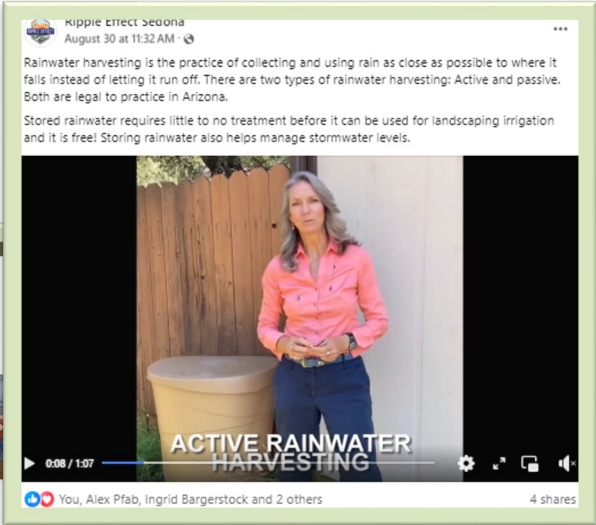 Ripple Effect Sedona
August 30 at 11:32 AM ·
Rainwater harvesting is the practice of collecting and using rain as close as possible to where it
falls instead of letting it run off. There are two types of rainwater harvesting: Active and passive.
Both are legal to practice in Arizona.
Stored rainwater requires little to no treatment before it can be used for landscaping irrigation
and it is free! Storing rainwater also helps manage stormwater levels.
ACTIVE RAINWATER
HARVESTING
0:08 / 1:07
You, Alex Pfab, Ingrid Bargerstock and 2 others
4 shares